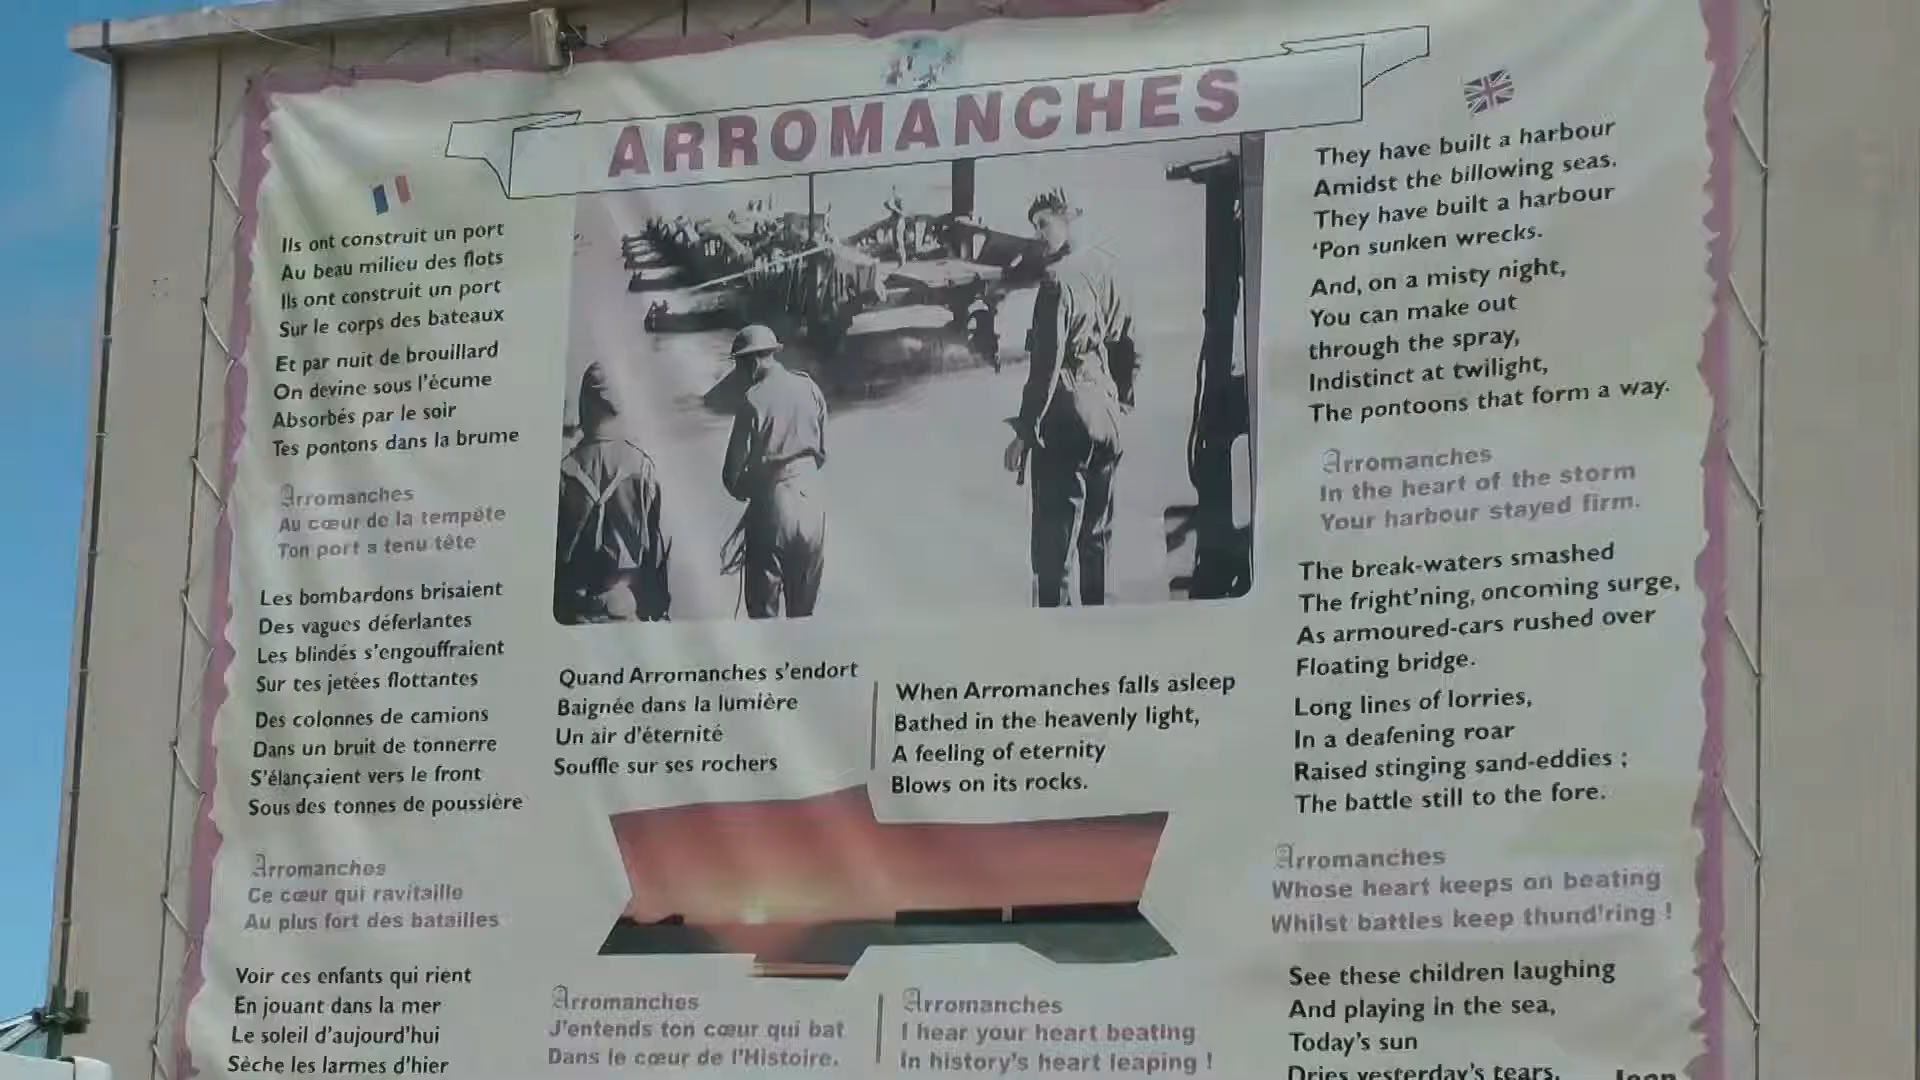 ARROMANCHES
Ils ont construit un port
Au beau milieu des flots
Ils ont construit un port
Sur le corps des bateaux
Et par nuit de brouillard
On devine sous l'écume
Absorbés par le soir
Tes pontons dans la brume
Arromanches
Au cœur de la tempête
Ton port a tenu tête
Les bombardons brisaient
Des vagues déferlantes
Les blindés s'engouffraient
Sur tes jetées flottantes
Des colonnes de camions
Dans un bruit de tonnerre
S'élançaient vers le front
Sous des tonnes de poussière
Arromanches
Ce cœur qui ravitaille
Au plus fort des batailles
Voir ces enfants qui rient
En jouant dans la mer
Le soleil d'aujourd'hui
Sèche les larmes d'hier
Quand Arromanches s'endort
Baignée dans la lumière
Un air d'éternité
Souffle sur ses rochers
Arromanches
J'entends ton cœur qui bat
Dans le cœur de l'Histoire.
When Arromanches falls asleep
Bathed in the heavenly light,
A feeling of eternity
Blows on its rocks.
Arromanches
I hear your heart beating
In history's heart leaping !
They have built a harbour
Amidst the billowing seas.
They have built a harbour
'Pon sunken wrecks.
And, on a misty night,
You can make out
through the spray,
Indistinct at twilight,
The pontoons that form a way.
Arromanches
In the heart of the storm
Your harbour stayed firm.
The break-waters smashed
The fright'ning, oncoming surge,
As armoured-cars rushed over
Floating bridge.
Long lines of lorries,
In a deafening roar
Raised stinging sand-eddies ;
The battle still to the fore.
Arromanches
Whose heart keeps on beating
Whilst battles keep thund'ring !
See these children laughing
And playing in the sea,
Today's sun
Dries yesterday's tears.